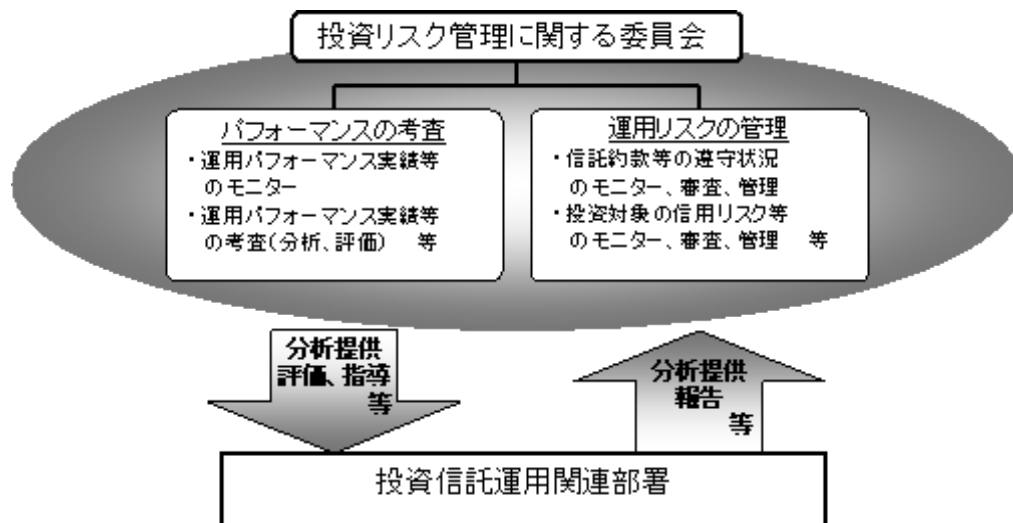 投資リスク管理に関する委員会
パフォーマンスの考査
・運用パフォーマンス実績等
のモニター
・運用パフォーマンス実績等
の考査(分析、評価) 等
運用リスクの管理
・信託約款等の遵守状況
のモニター、審査、管理
・投資対象の信用リスク等
のモニター、審査、管理 等
分析提供
評価、指導
等
分析提供
報告
等
投資信託運用関連部署